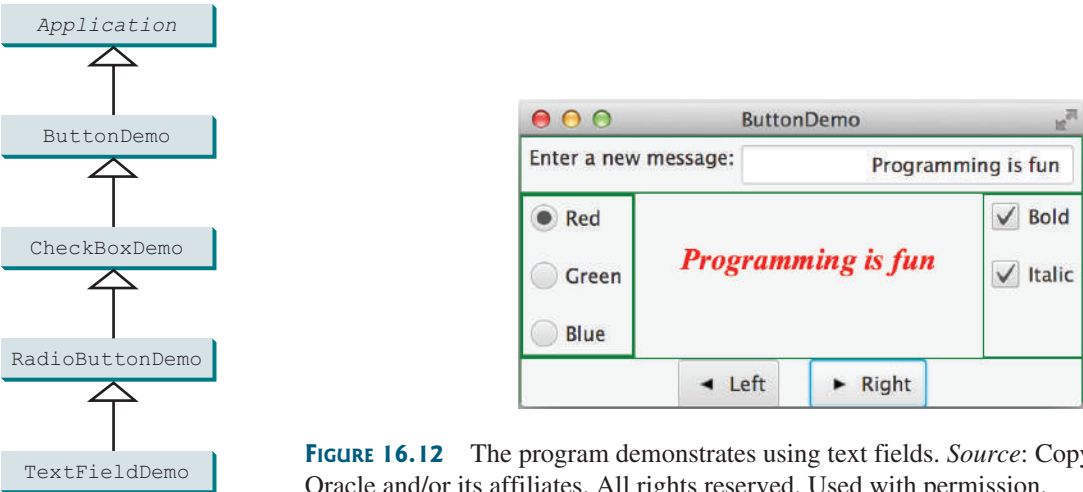 Application
ButtonDemo
CheckBoxDemo
RadioButtonDemo
TextFieldDemo
ButtonDemo
Enter a new message: Programming is fun
Red
Green
Blue
Programming is fun
Bold
Italic
◄ Left ► Right
FIGURE 16.12 The program demonstrates using text fields. Source: Copy
Oracle and/or its affiliates. All rights reserved. Used with permission.